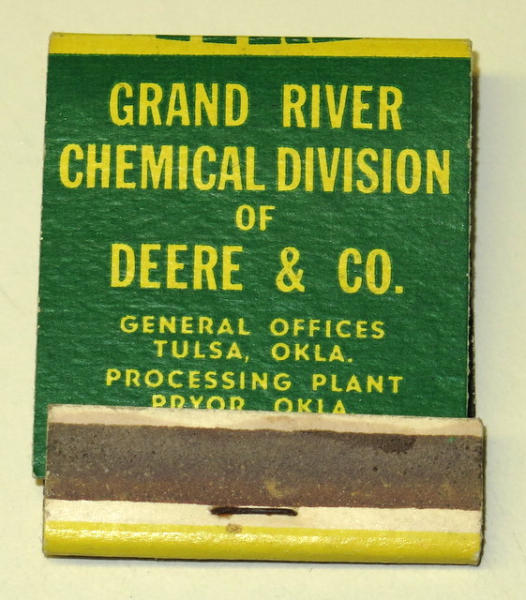 GRAND RIVER
CHEMICAL DIVISION
OF
DEERE & CO.
GENERAL OFFICES
TULSA, OKLA.
PROCESSING PLANT
PRYOR OKLA